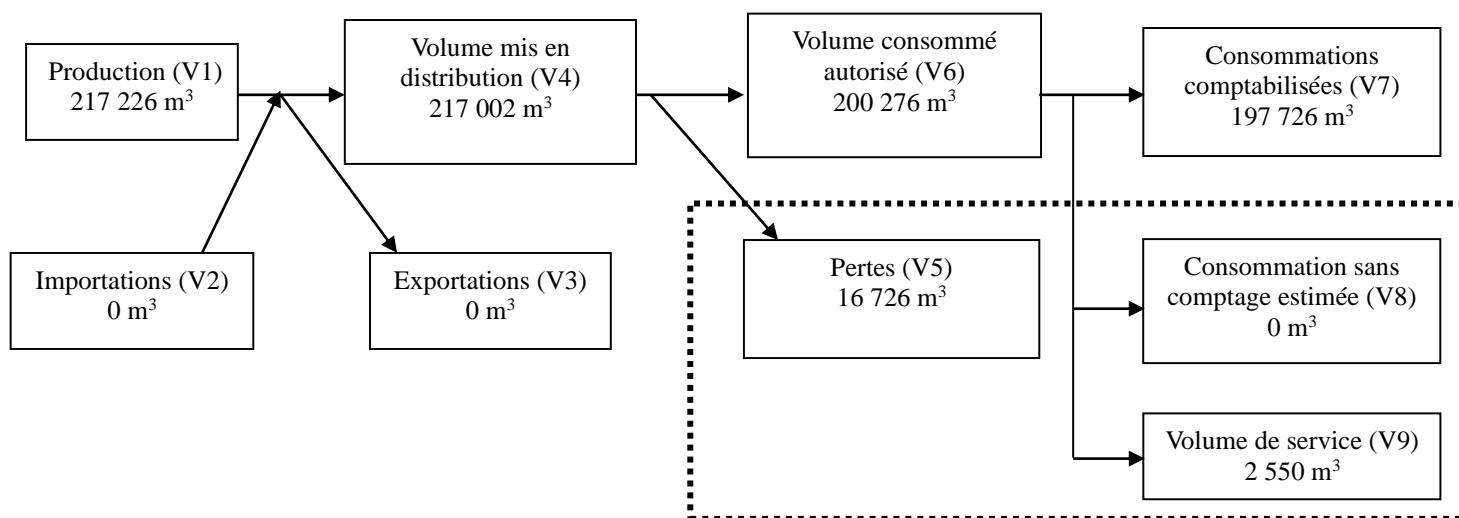 Production (V1)
217 226 m³
Volume mis en
distribution (V4)
217 002 m³
Volume consommé
autorisé (V6)
200 276 m³
Consommations
comptabilisées (V7)
197 726 m³
Importations (V2)
0 m³
Exportations (V3)
0 m³
Pertes (V5)
16 726 m³
Consommation sans
comptage estimée (V8)
0 m³
Volume de service (V9)
2 550 m³